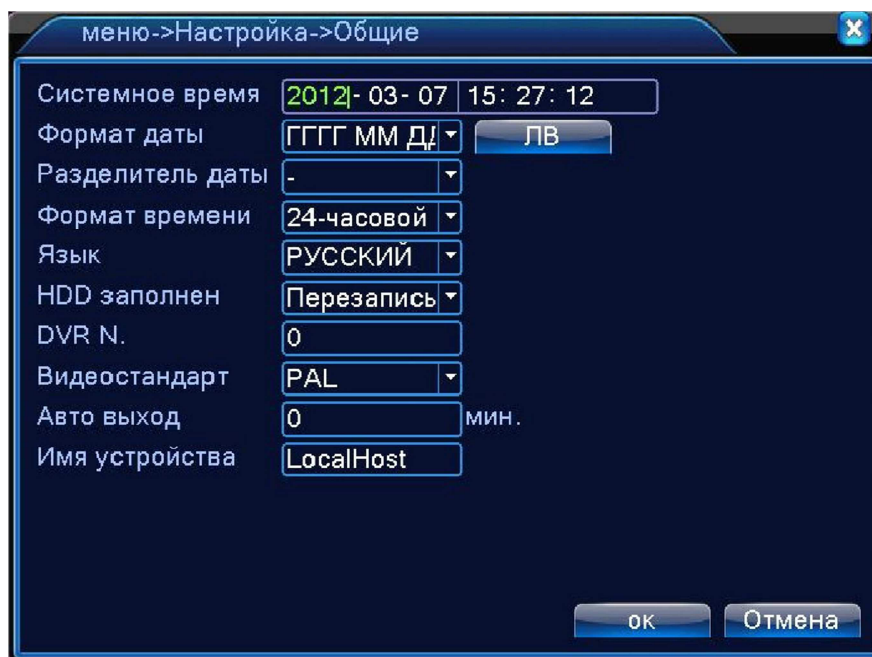 меню->Настройка->Общие
Системное время 2012- 03- 07 15: 27: 12
Формат даты ГГГГ ММ ДД ЛВ
Разделитель даты -
Формат времени 24-часовой
Язык РУССКИЙ
HDD заполнен Перезапись
DVR N. 0
Видеостандарт PAL
Авто выход 0 мин.
Имя устройства LocalHost
ок Отмена